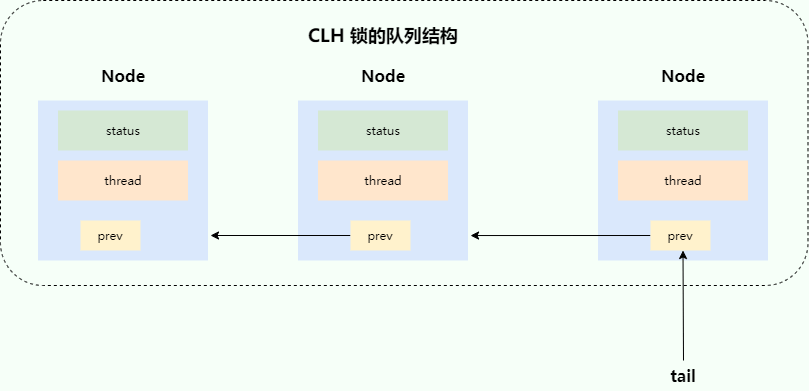 CLH 锁的队列结构
Node Node Node
status status status
thread thread thread
prev prev prev
tail